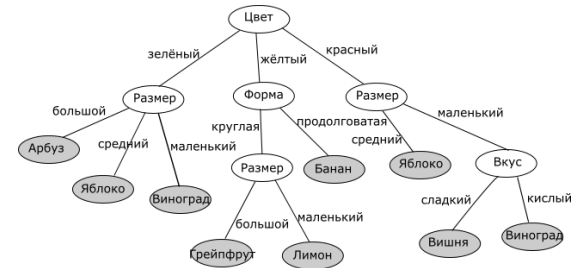 Цвет
зелёный
жёлтый
красный
Размер
Форма
Размер
большой
средний
маленький
круглая
продолговатая
средний
маленький
Арбуз
Яблоко
Виноград
Размер
Банан
Яблоко
Вкус
большой
маленький
сладкий
кислый
Грейпфрут
Лимон
Вишня
Виноград